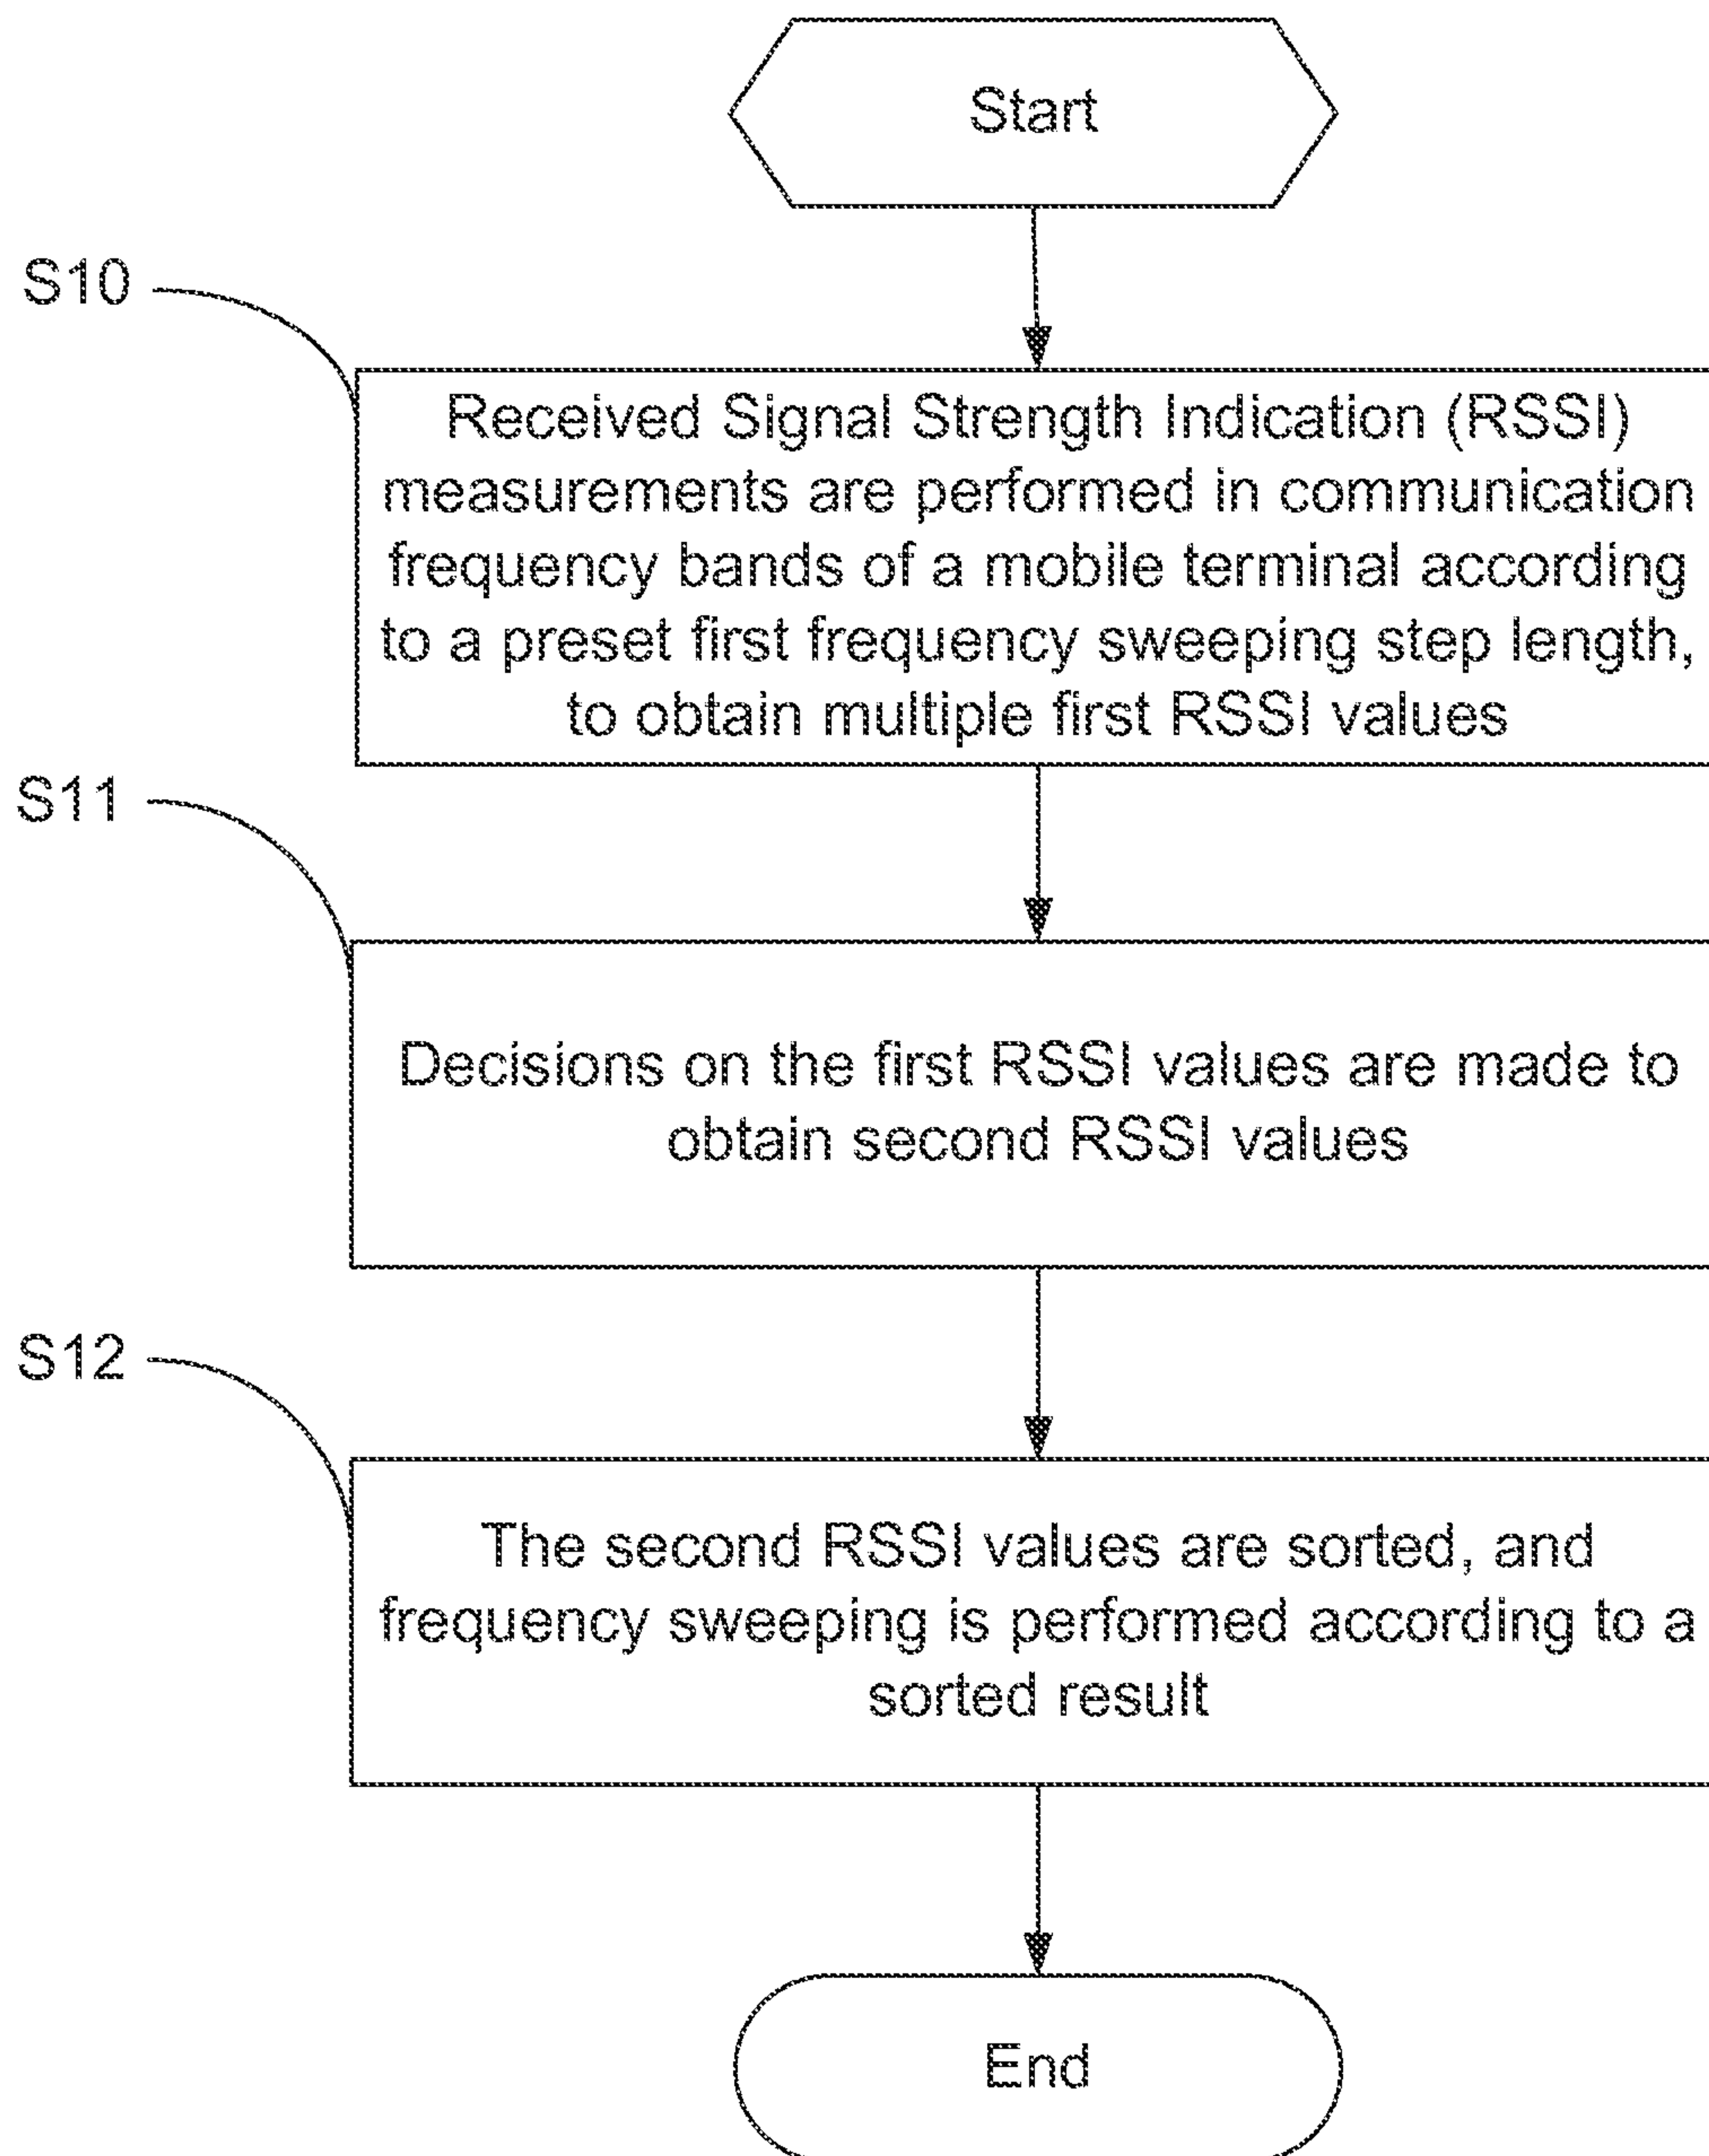 Start
S10
Received Signal Strength Indication (RSSI)
measurements are performed in communication
frequency bands of a mobile terminal according
to a preset first frequency sweeping step length,
to obtain multiple first RSSI values
S11
Decisions on the first RSSI values are made to
obtain second RSSI values
S12
The second RSSI values are sorted, and
frequency sweeping is performed according to a
sorted result
End